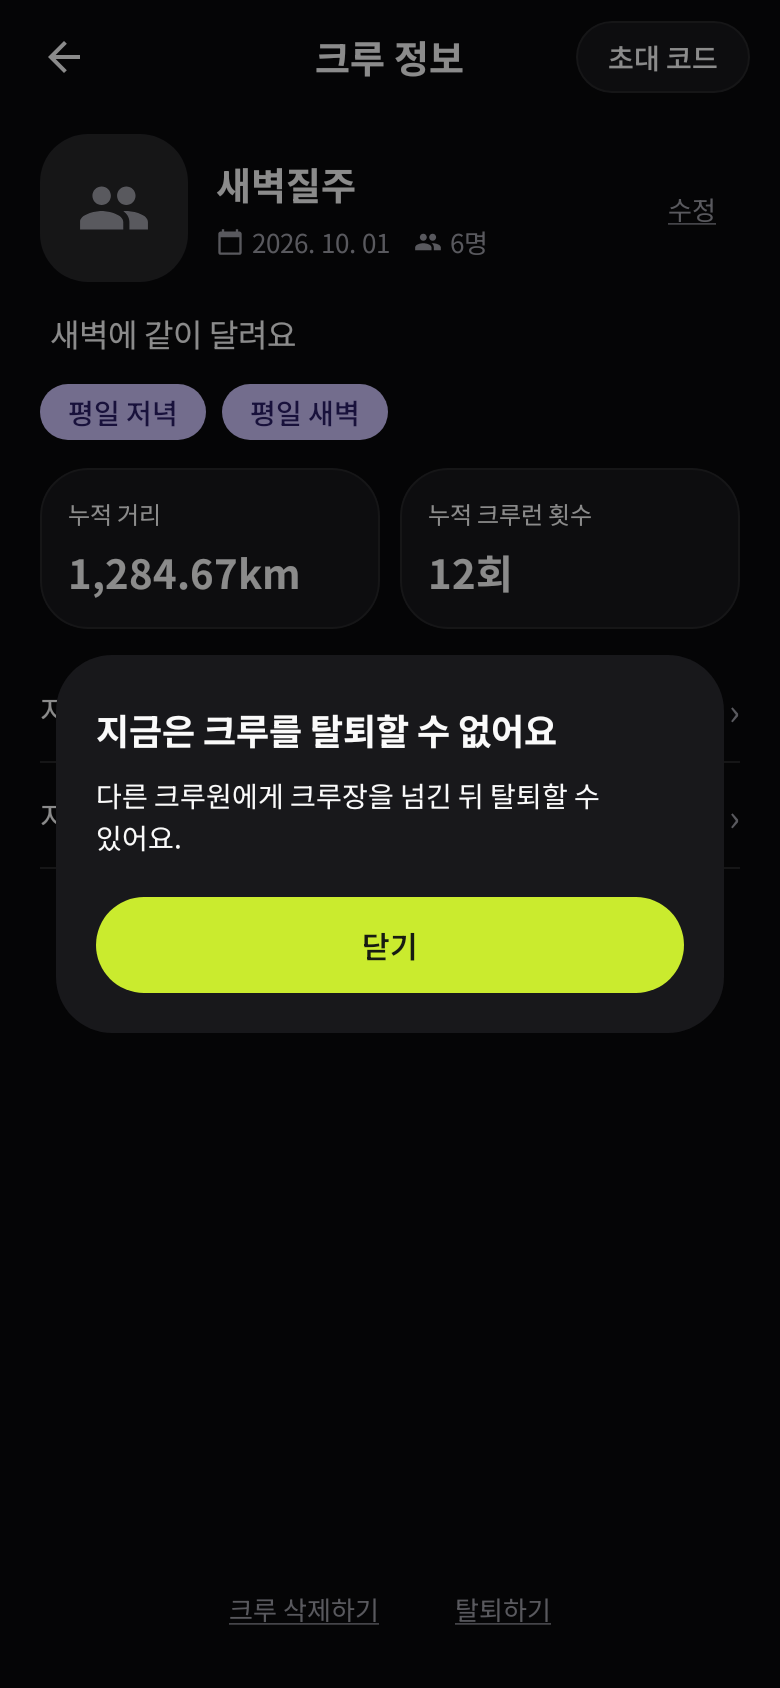 크루 정보
초대 코드
새벽질주
수정
2026. 10. 01 6명
새벽에 같이 달려요
평일 저녁 평일 새벽
누적 거리
1,284.67km
누적 크루런 횟수
12회
지금은 크루를 탈퇴할 수 없어요
다른 크루원에게 크루장을 넘긴 뒤 탈퇴할 수
있어요.
닫기
크루 삭제하기 탈퇴하기